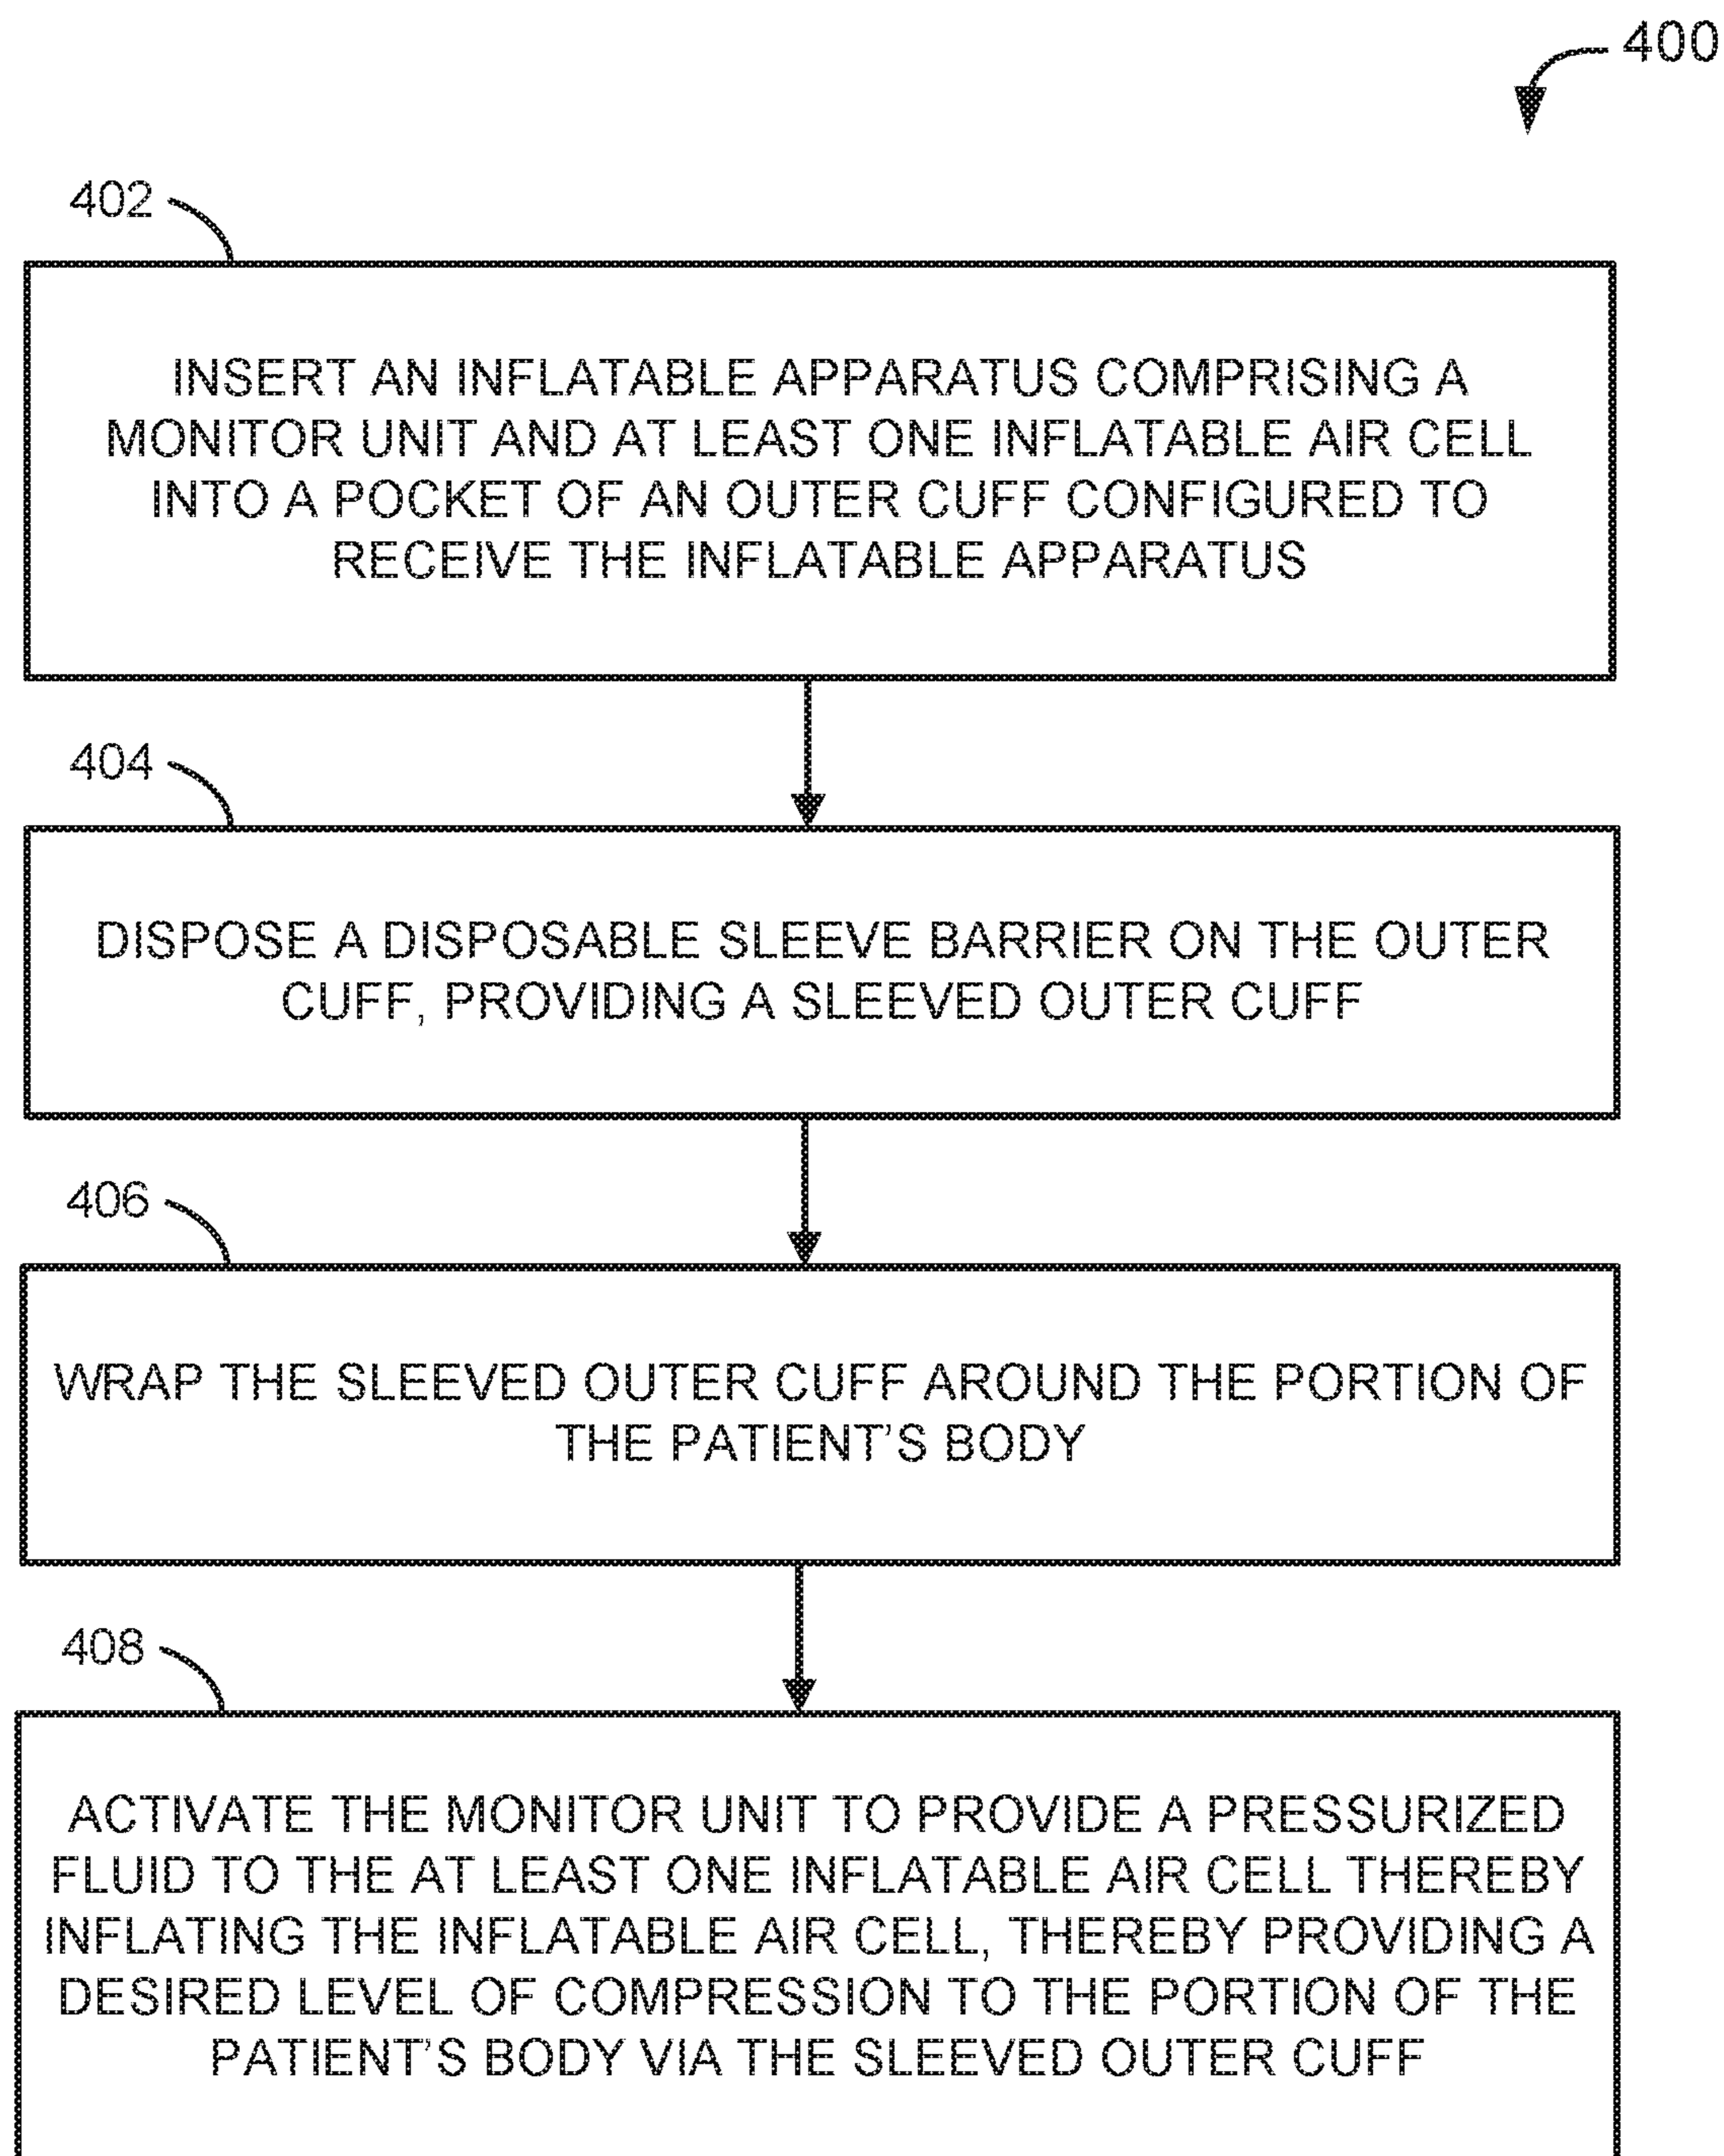 400
402
INSERT AN INFLATABLE APPARATUS COMPRISING A
MONITOR UNIT AND AT LEAST ONE INFLATABLE AIR CELL
INTO A POCKET OF AN OUTER CUFF CONFIGURED TO
RECEIVE THE INFLATABLE APPARATUS
404
DISPOSE A DISPOSABLE SLEEVE BARRIER ON THE OUTER
CUFF, PROVIDING A SLEEVED OUTER CUFF
406
WRAP THE SLEEVED OUTER CUFF AROUND THE PORTION OF
THE PATIENT'S BODY
408
ACTIVATE THE MONITOR UNIT TO PROVIDE A PRESSURIZED
FLUID TO THE AT LEAST ONE INFLATABLE AIR CELL THEREBY
INFLATING THE INFLATABLE AIR CELL, THEREBY PROVIDING A
DESIRED LEVEL OF COMPRESSION TO THE PORTION OF THE
PATIENT'S BODY VIA THE SLEEVED OUTER CUFF